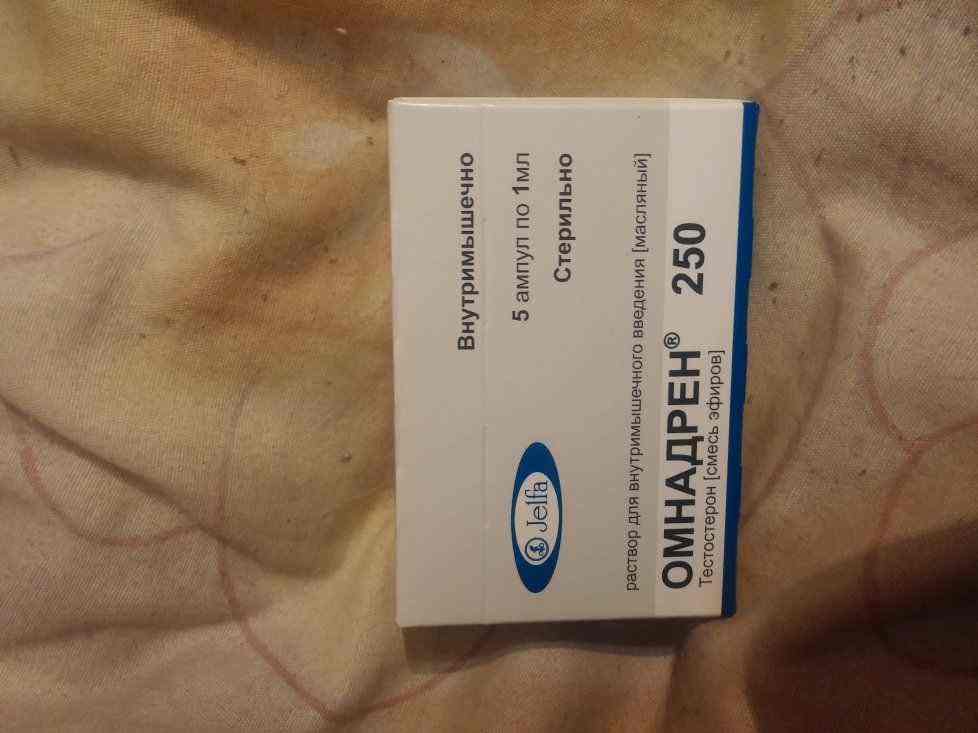 Внутримышечно
5 ампул по 1мл
Стерильно
Jelfa
раствор для внутримышечного введения [масляный]
ОМНАДРЕН® 250
Тестостерон [смесь эфиров]